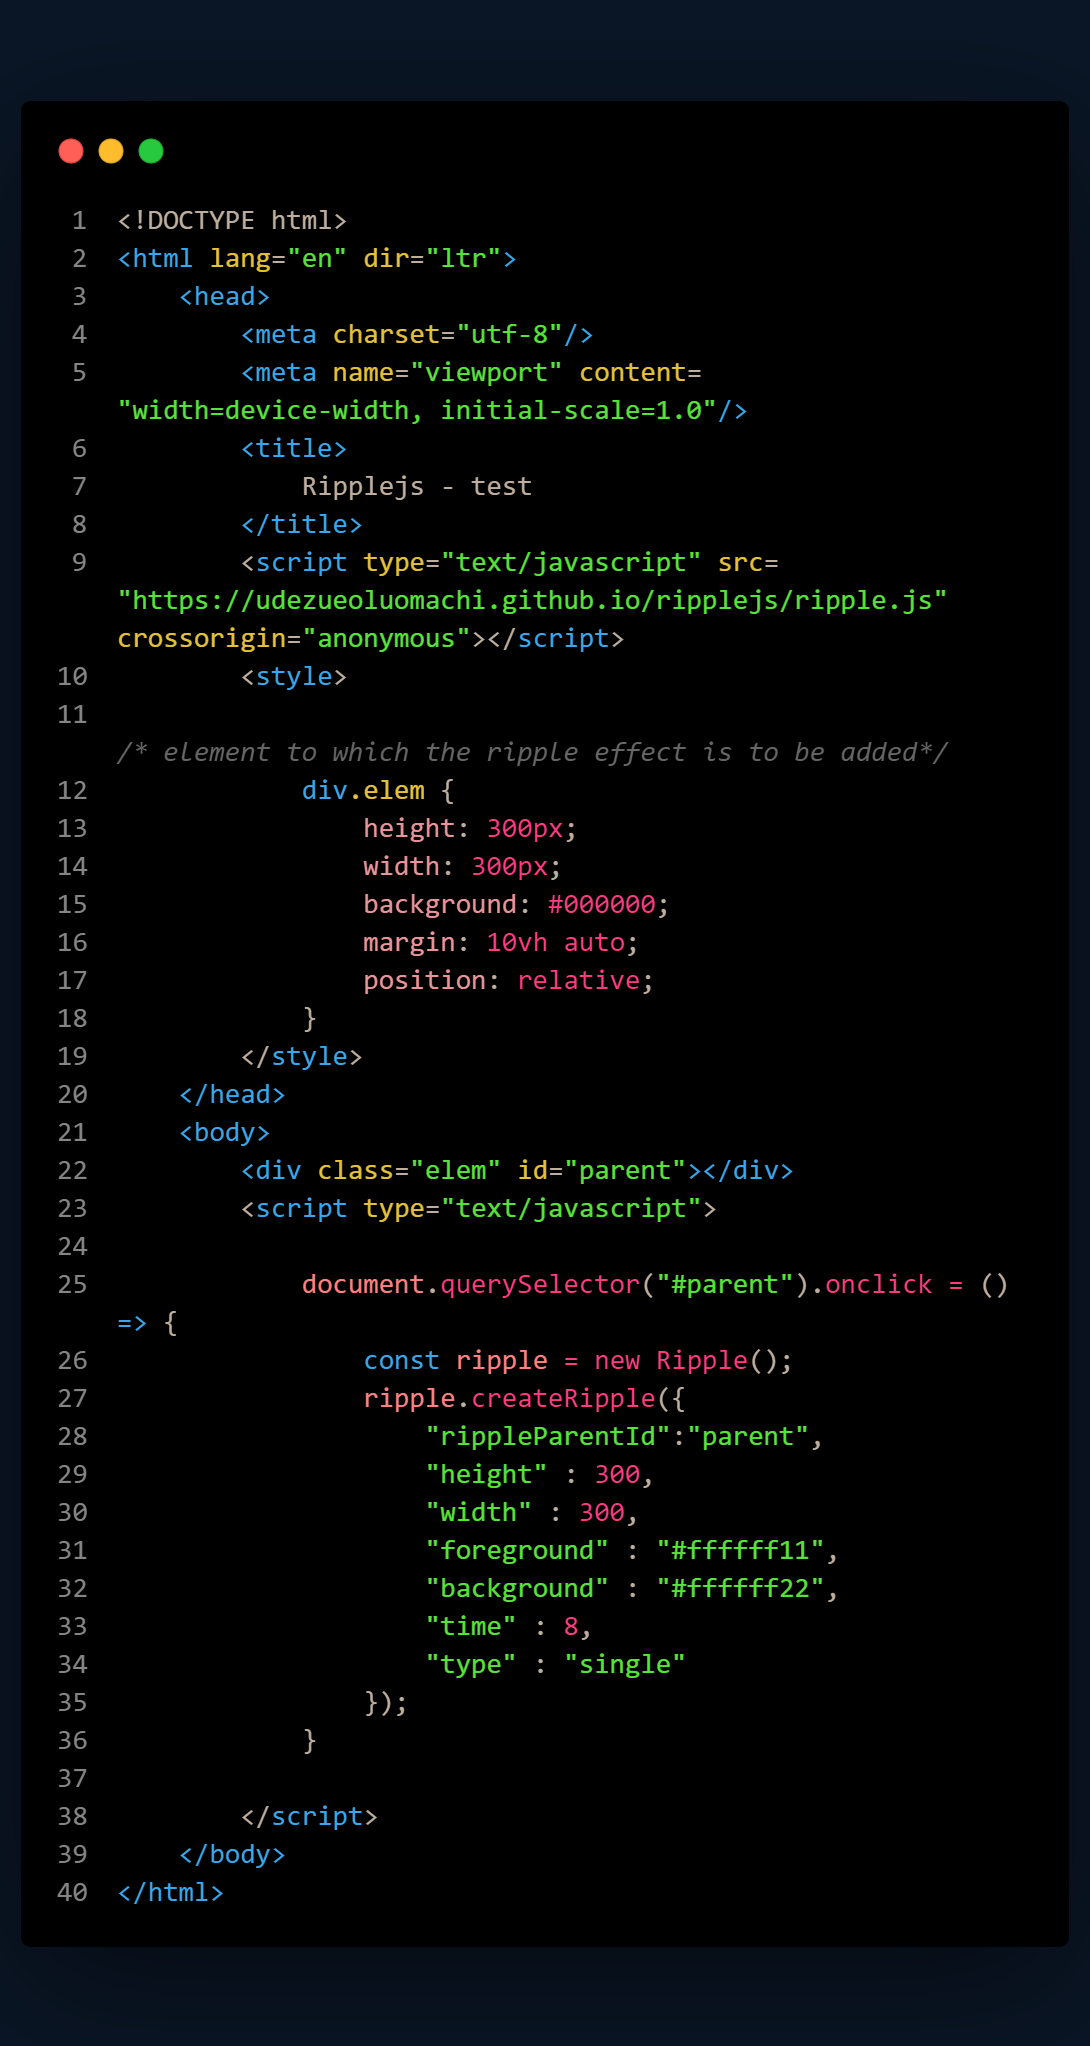 1 <!DOCTYPE html>
2 <html lang="en" dir="ltr">
3     <head>
4         <meta charset="utf-8"/>
5         <meta name="viewport" content=
"width=device-width, initial-scale=1.0"/>
6         <title>
7             Ripplejs - test
8         </title>
9         <script type="text/javascript" src=
"https://udezueoluomachi.github.io/ripplejs/ripple.js"
crossorigin="anonymous"></script>
10         <style>
11
/* element to which the ripple effect is to be added*/
12             div.elem {
13                 height: 300px;
14                 width: 300px;
15                 background: #000000;
16                 margin: 10vh auto;
17                 position: relative;
18             }
19         </style>
20     </head>
21     <body>
22         <div class="elem" id="parent"></div>
23         <script type="text/javascript">
24
25             document.querySelector("#parent").onclick = ()
=> {
26                 const ripple = new Ripple();
27                 ripple.createRipple({
28                     "rippleParentId":"parent",
29                     "height" : 300,
30                     "width" : 300,
31                     "foreground" : "#ffffff11",
32                     "background" : "#ffffff22",
33                     "time" : 8,
34                     "type" : "single"
35                 });
36             }
37
38         </script>
39     </body>
40 </html>